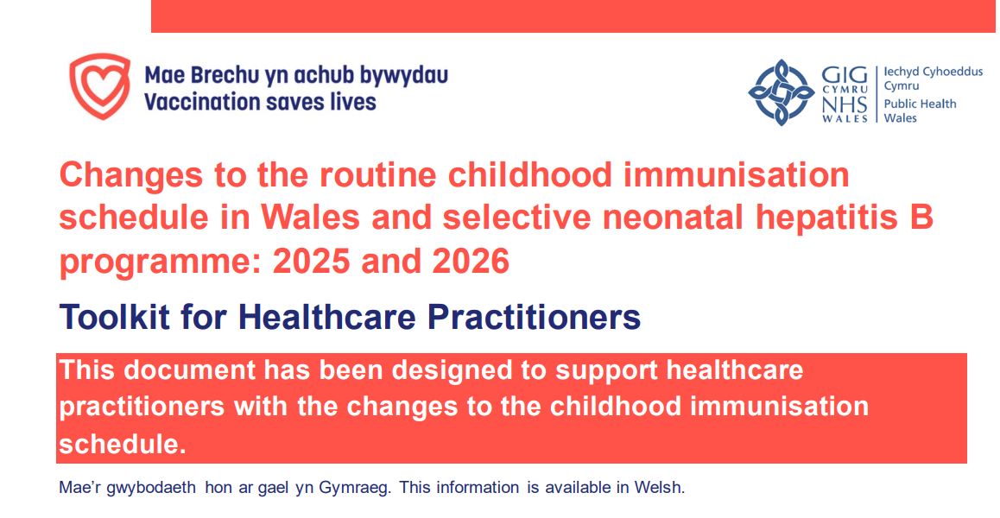 Mae Brechu yn achub bywydau
Vaccination saves lives
GIG
CYMRU
NHS
WALES
Iechyd Cyhoeddus
Cymru
Public Health
Wales
Changes to the routine childhood immunisation
schedule in Wales and selective neonatal hepatitis B
programme: 2025 and 2026
Toolkit for Healthcare Practitioners
This document has been designed to support healthcare
practitioners with the changes to the childhood immunisation
schedule.
Mae’r gwybodaeth hon ar gael yn Gymraeg. This information is available in Welsh.